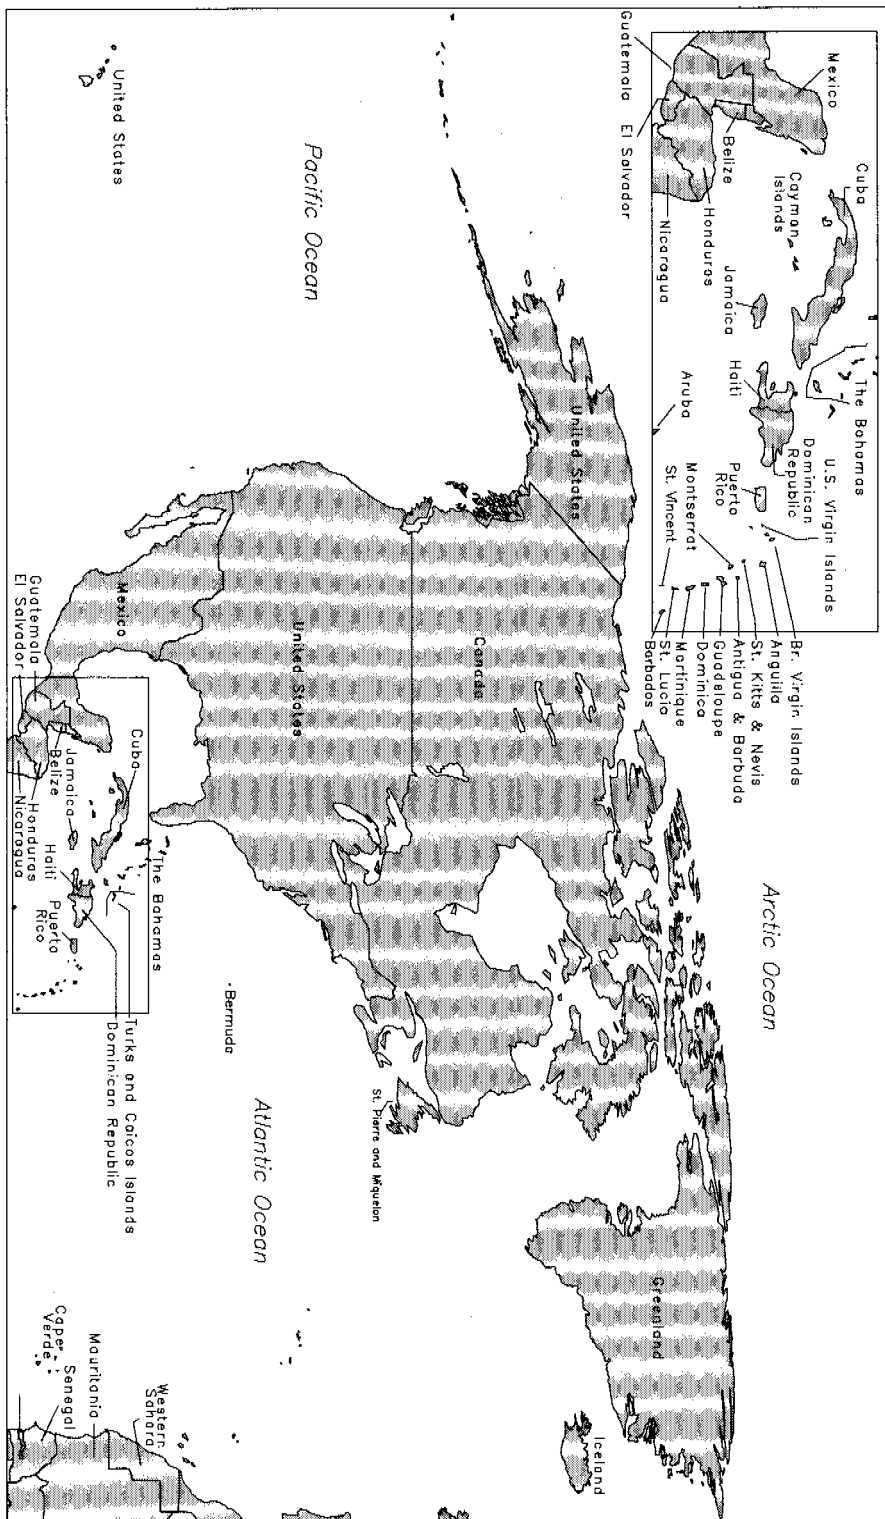 Mexico
Guatemala
El Salvador
Belize
Honduras
Nicaragua
Cuba
Cayman
Islands
Jamaica
The Bahamas
Haiti
Dominican
Republic
Puerto
Rico
U.S. Virgin Islands
Aruba
Montserrat
St. Vincent
Br. Virgin Islands
Anguilla
St. Kitts & Nevis
Antigua & Barbuda
Guadeloupe
Dominica
Martinique
St. Lucia
Barbados
Arctic Ocean
Greenland
Iceland
United States
Canada
United States
United States
Pacific Ocean
Atlantic Ocean
St. Pierre and Miquelon
Bermuda
Mexico
Guatemala
El Salvador
Cuba
Belize
Jamaica
Honduras
Nicaragua
The Bahamas
Haiti
Puerto
Rico
Turks and Caicos Islands
Dominican Republic
Western
Sahara
Mauritania
Senegal
Cape
Verde